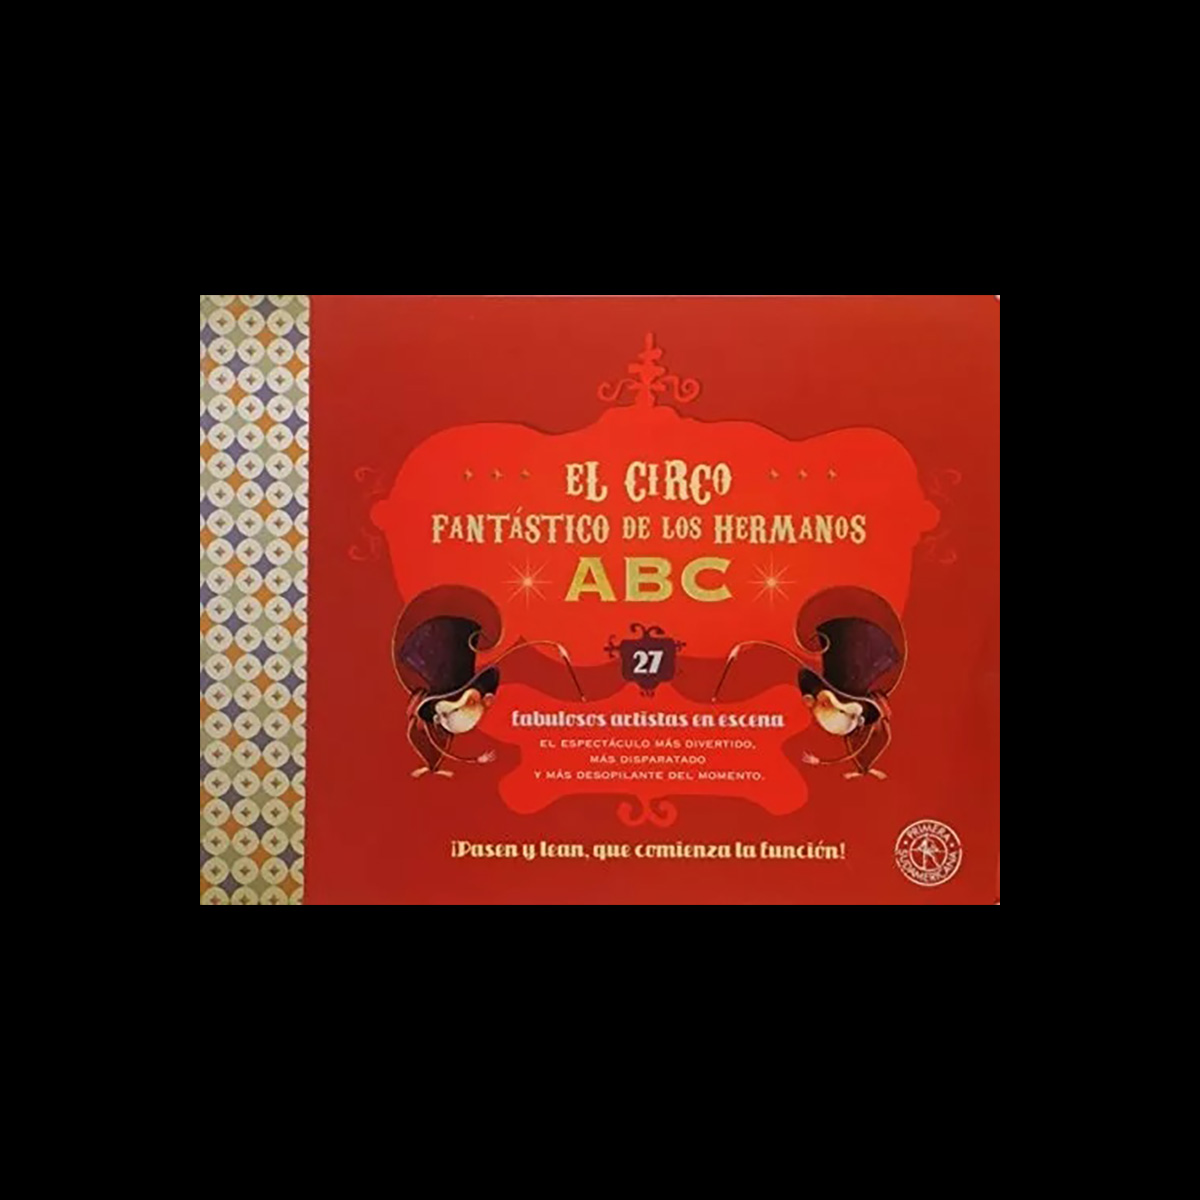 EL CIRCO
FANTÁSTICO DE LOS HERMANOS
ABC
27
fabulosos artistas en escena
EL ESPECTÁCULO MÁS DIVERTIDO,
MÁS DISPARATADO
Y MÁS DESOPILANTE DEL MOMENTO.
¡Pasen y lean, que comienza la función!
PRIMERA
SUDAMERICANA